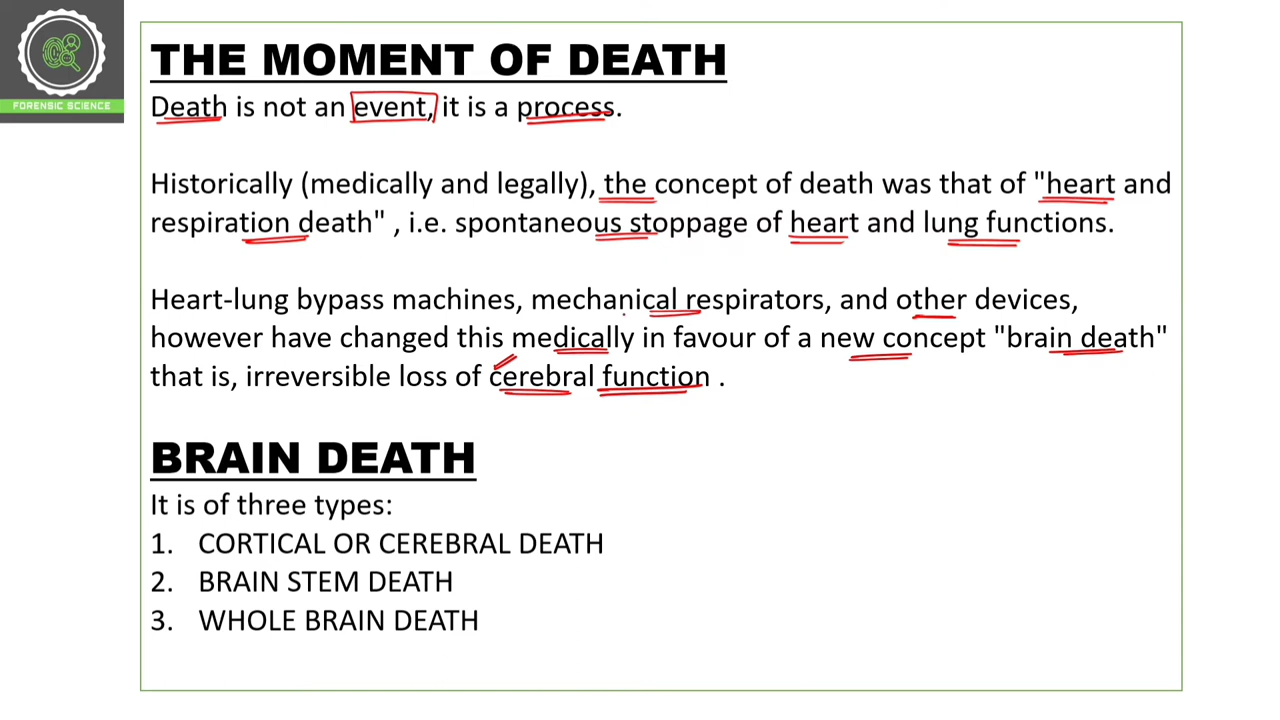 FORENSIC SCIENCE
THE MOMENT OF DEATH
Death is not an event, it is a process.
Historically (medically and legally), the concept of death was that of "heart and
respiration death" , i.e. spontaneous stoppage of heart and lung functions.
Heart-lung bypass machines, mechanical respirators, and other devices,
however have changed this medically in favour of a new concept "brain death"
that is, irreversible loss of cerebral function .
BRAIN DEATH
It is of three types:
1. CORTICAL OR CEREBRAL DEATH
2. BRAIN STEM DEATH
3. WHOLE BRAIN DEATH